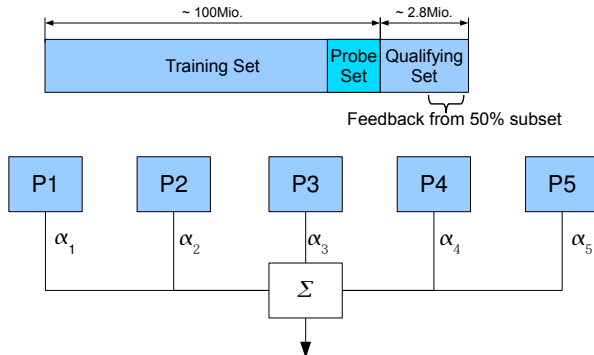 ~ 100Mio.
~ 2.8Mio.
Training Set
Probe
Set
Qualifying
Set
Feedback from 50% subset
P1
P2
P3
P4
P5
α1
α2
α3
α4
α5
Σ